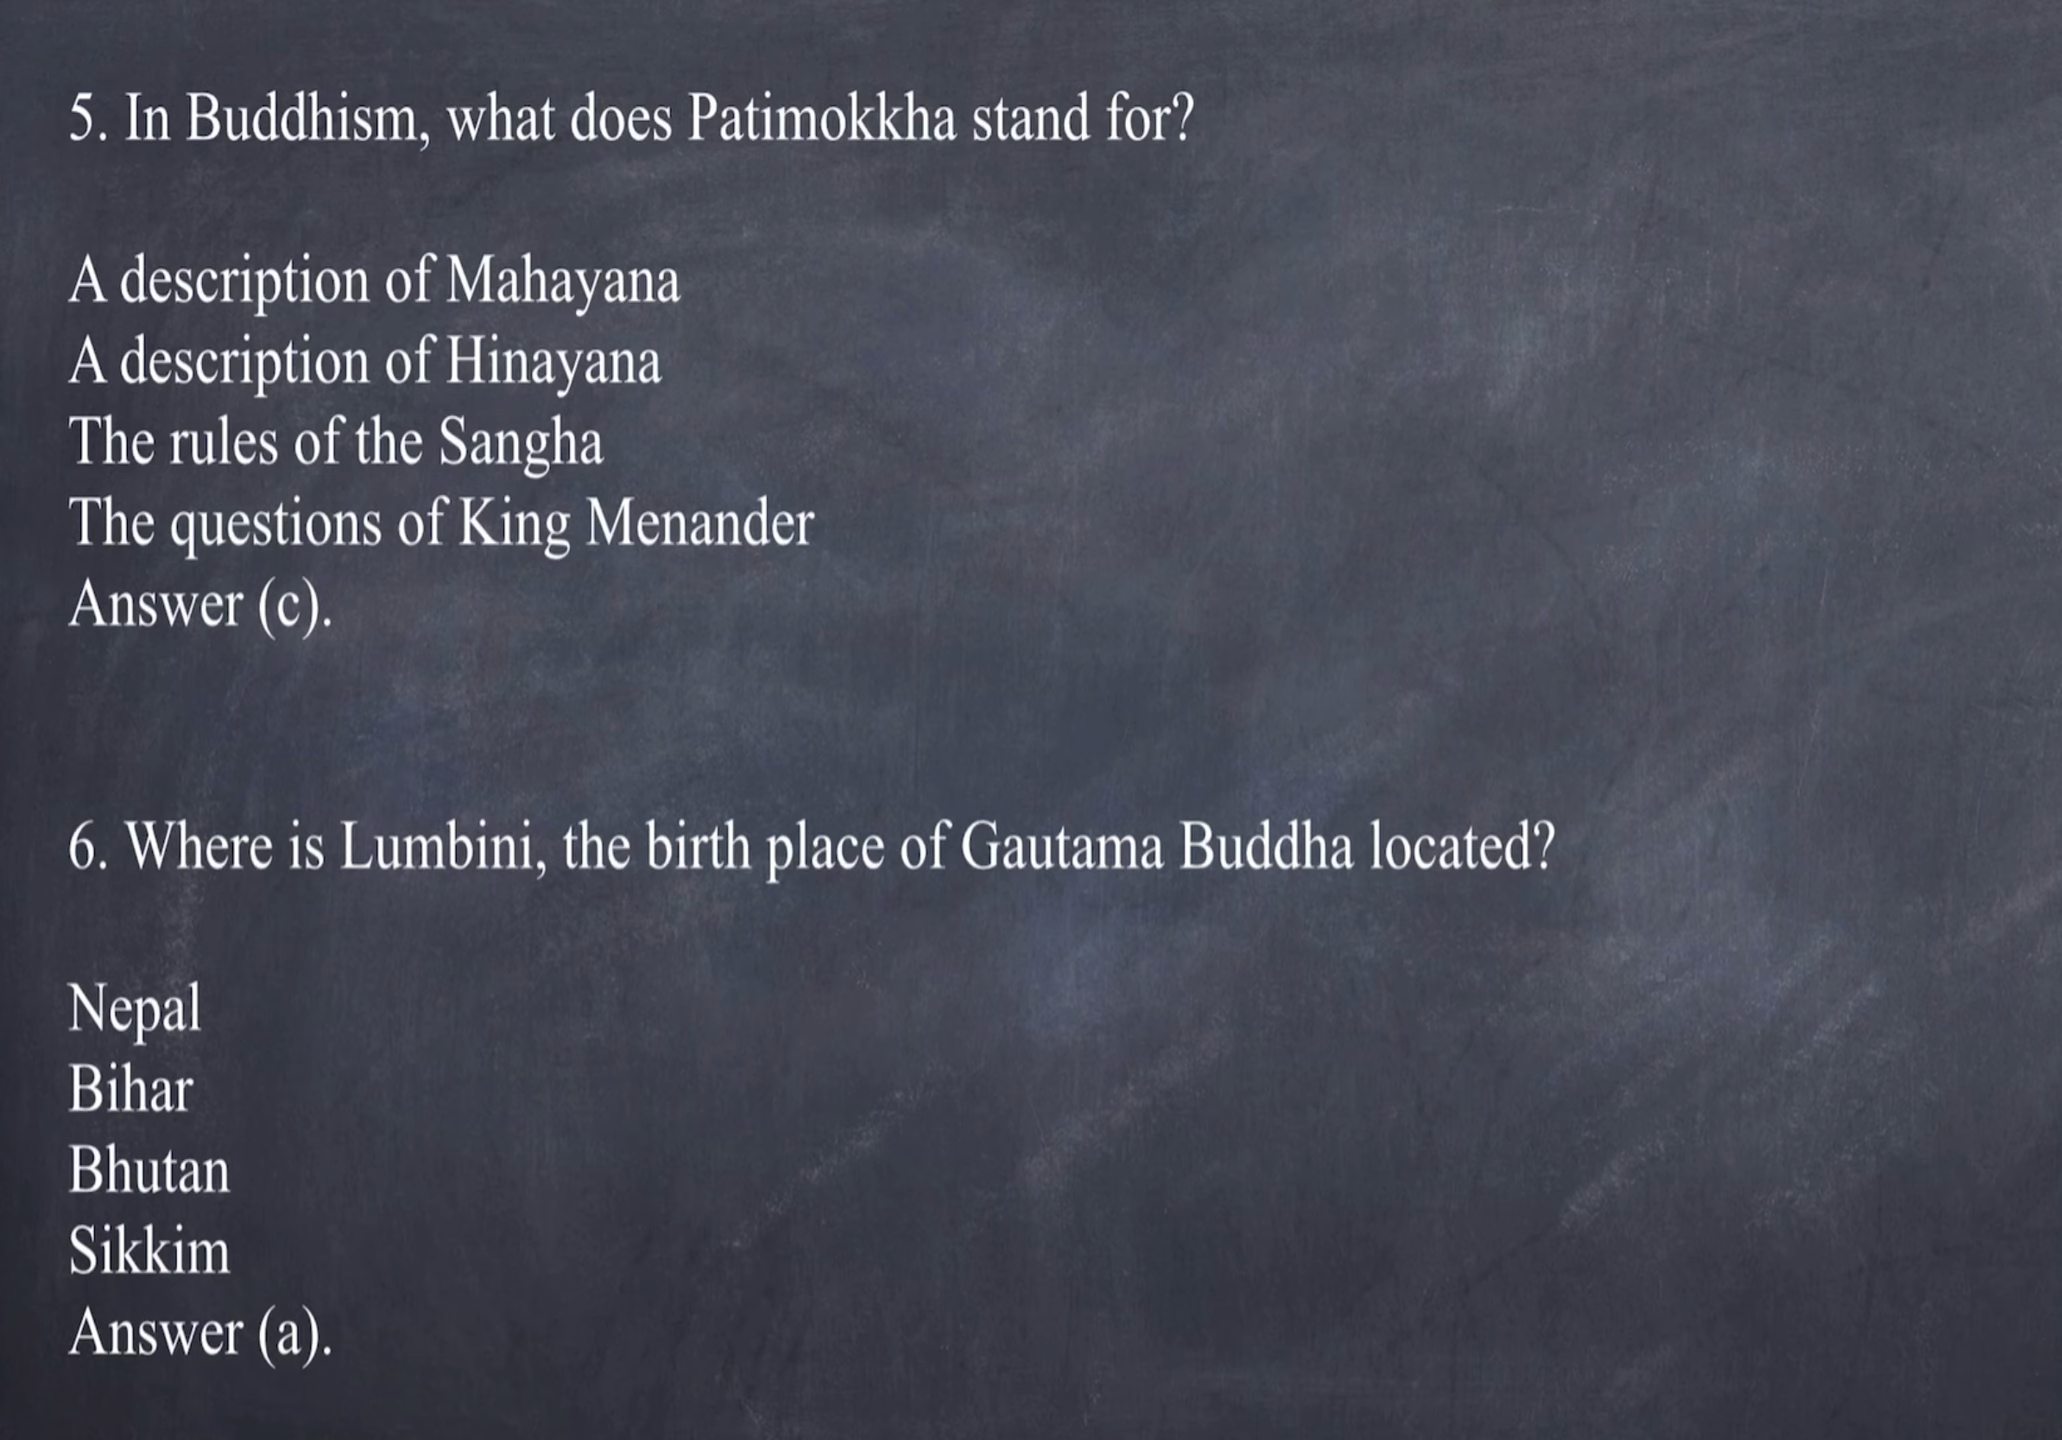 5. In Buddhism, what does Patimokkha stand for?
A description of Mahayana
A description of Hinayana
The rules of the Sangha
The questions of King Menander
Answer (c).
6. Where is Lumbini, the birth place of Gautama Buddha located?
Nepal
Bihar
Bhutan
Sikkim
Answer (a).